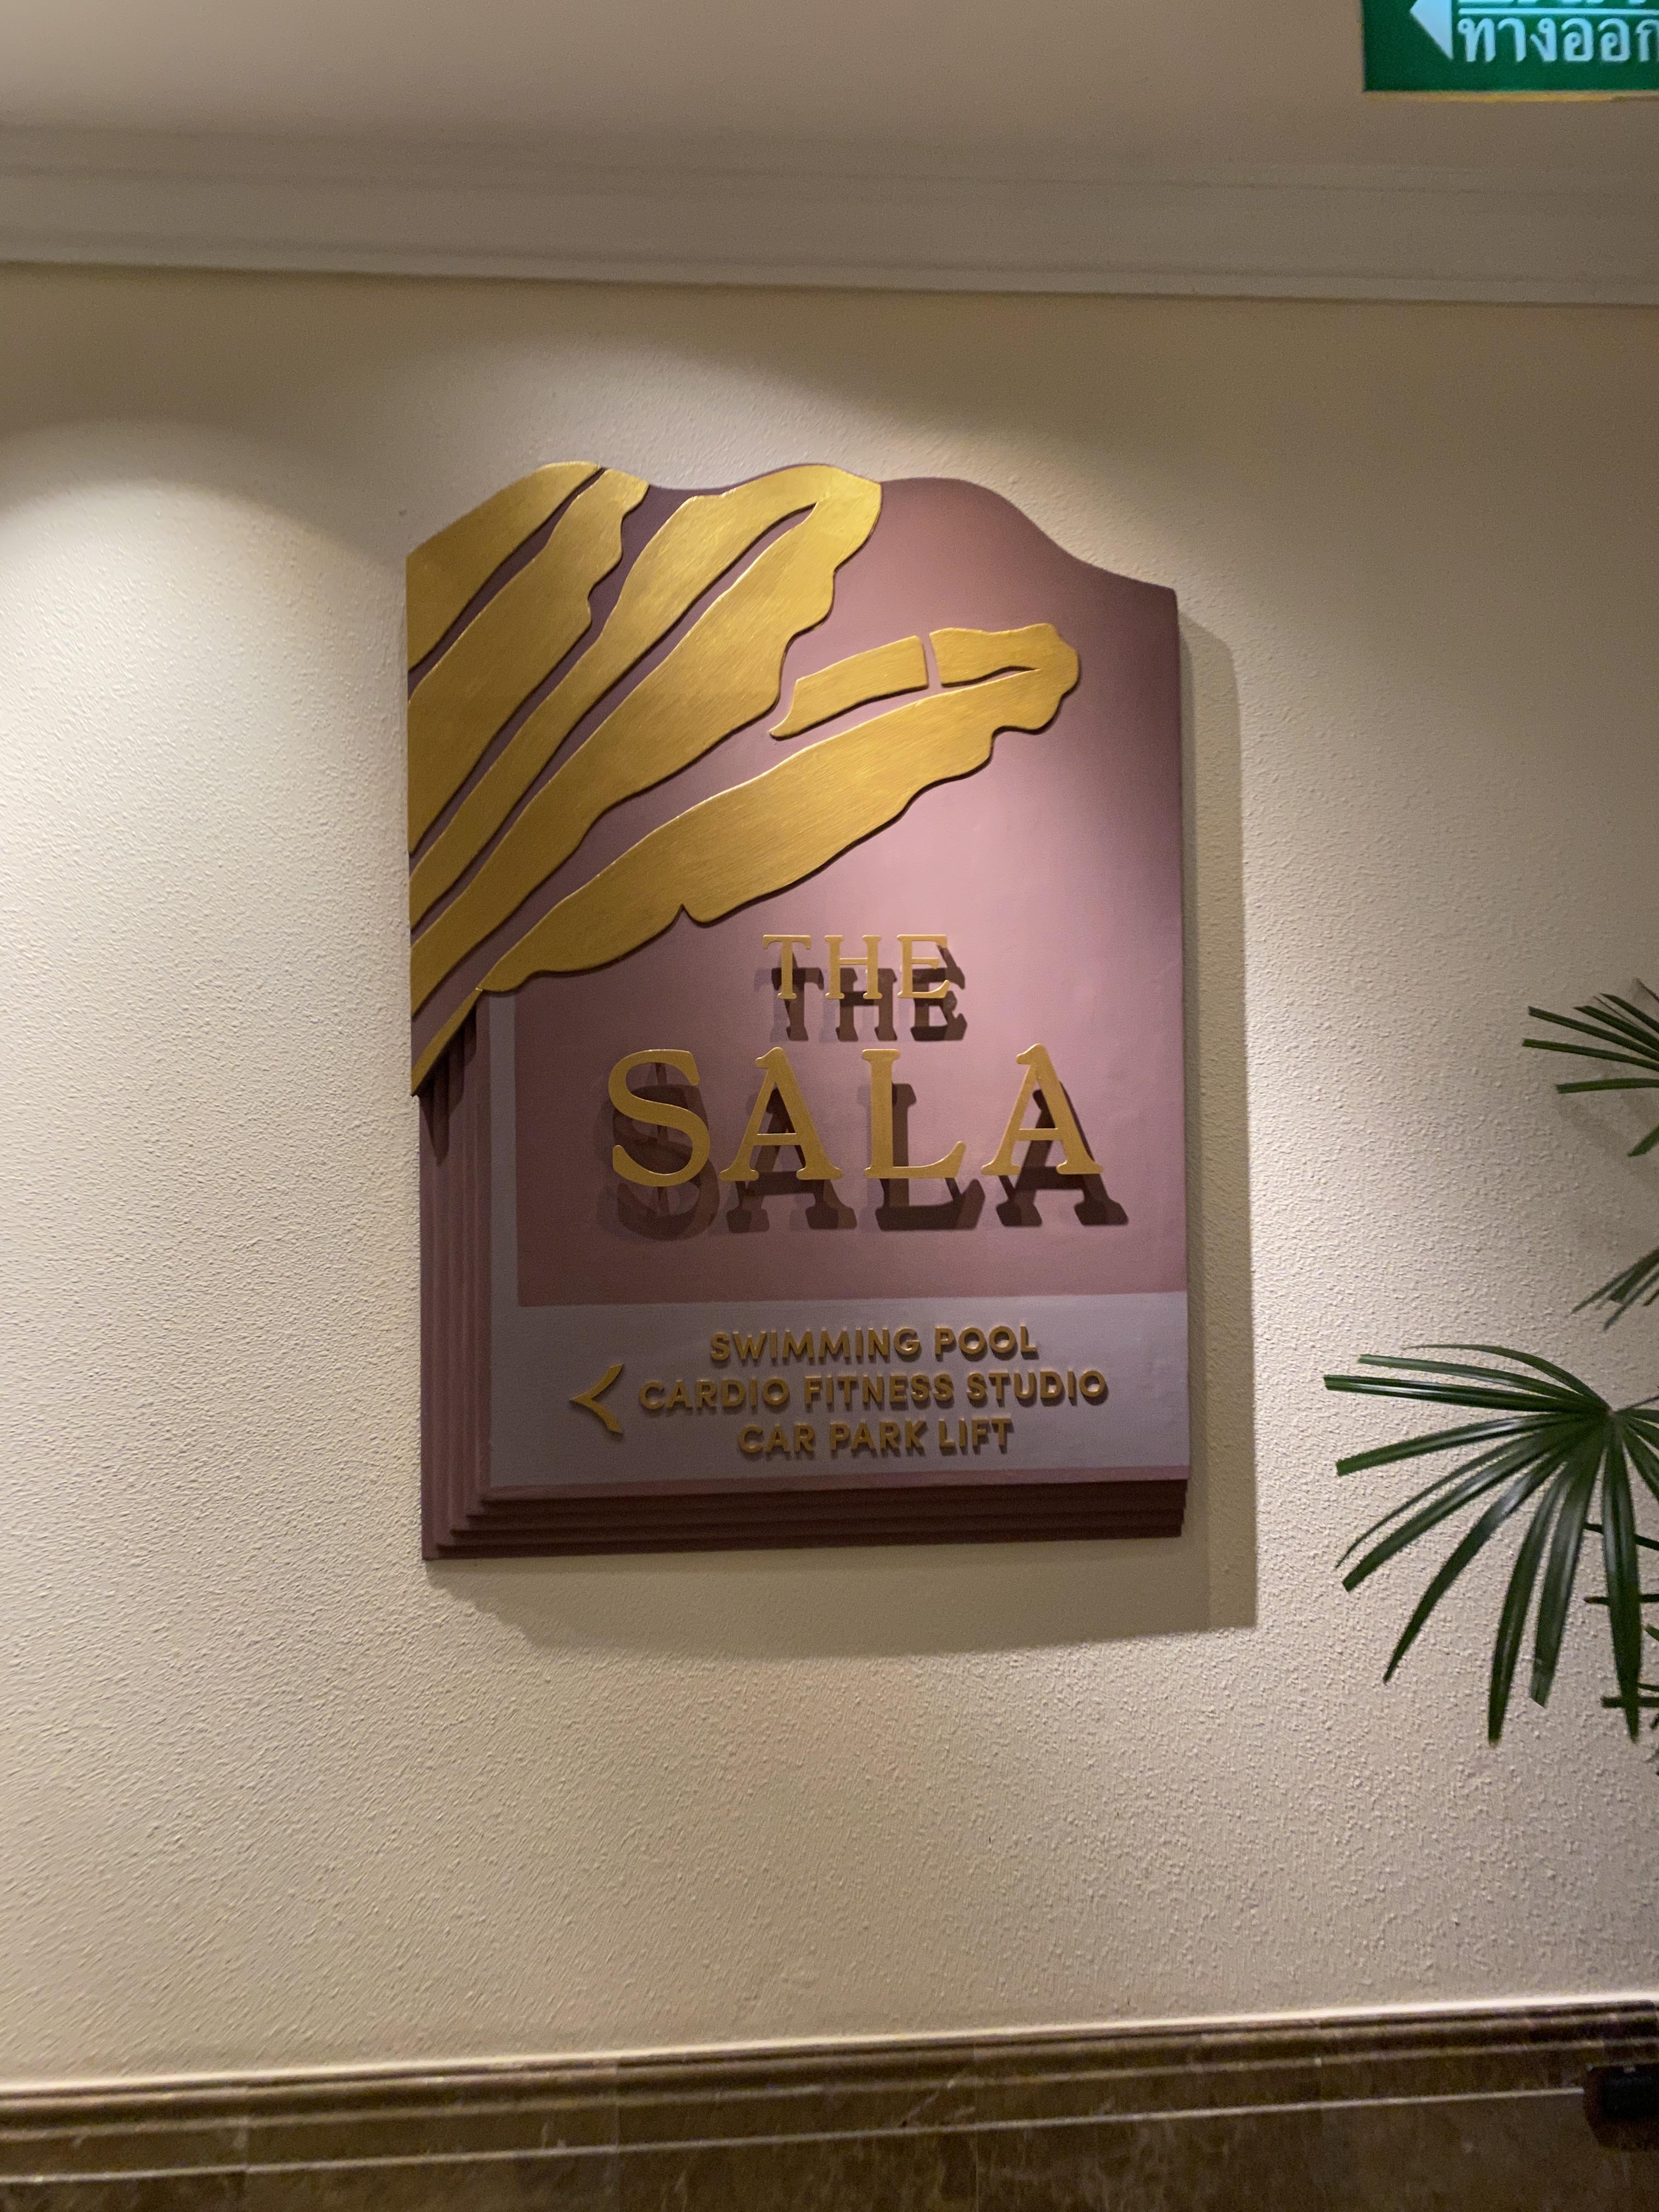 ทางออก
THE
SALA
SWIMMING POOL
CARDIO FITNESS STUDIO
CAR PARK LIFT